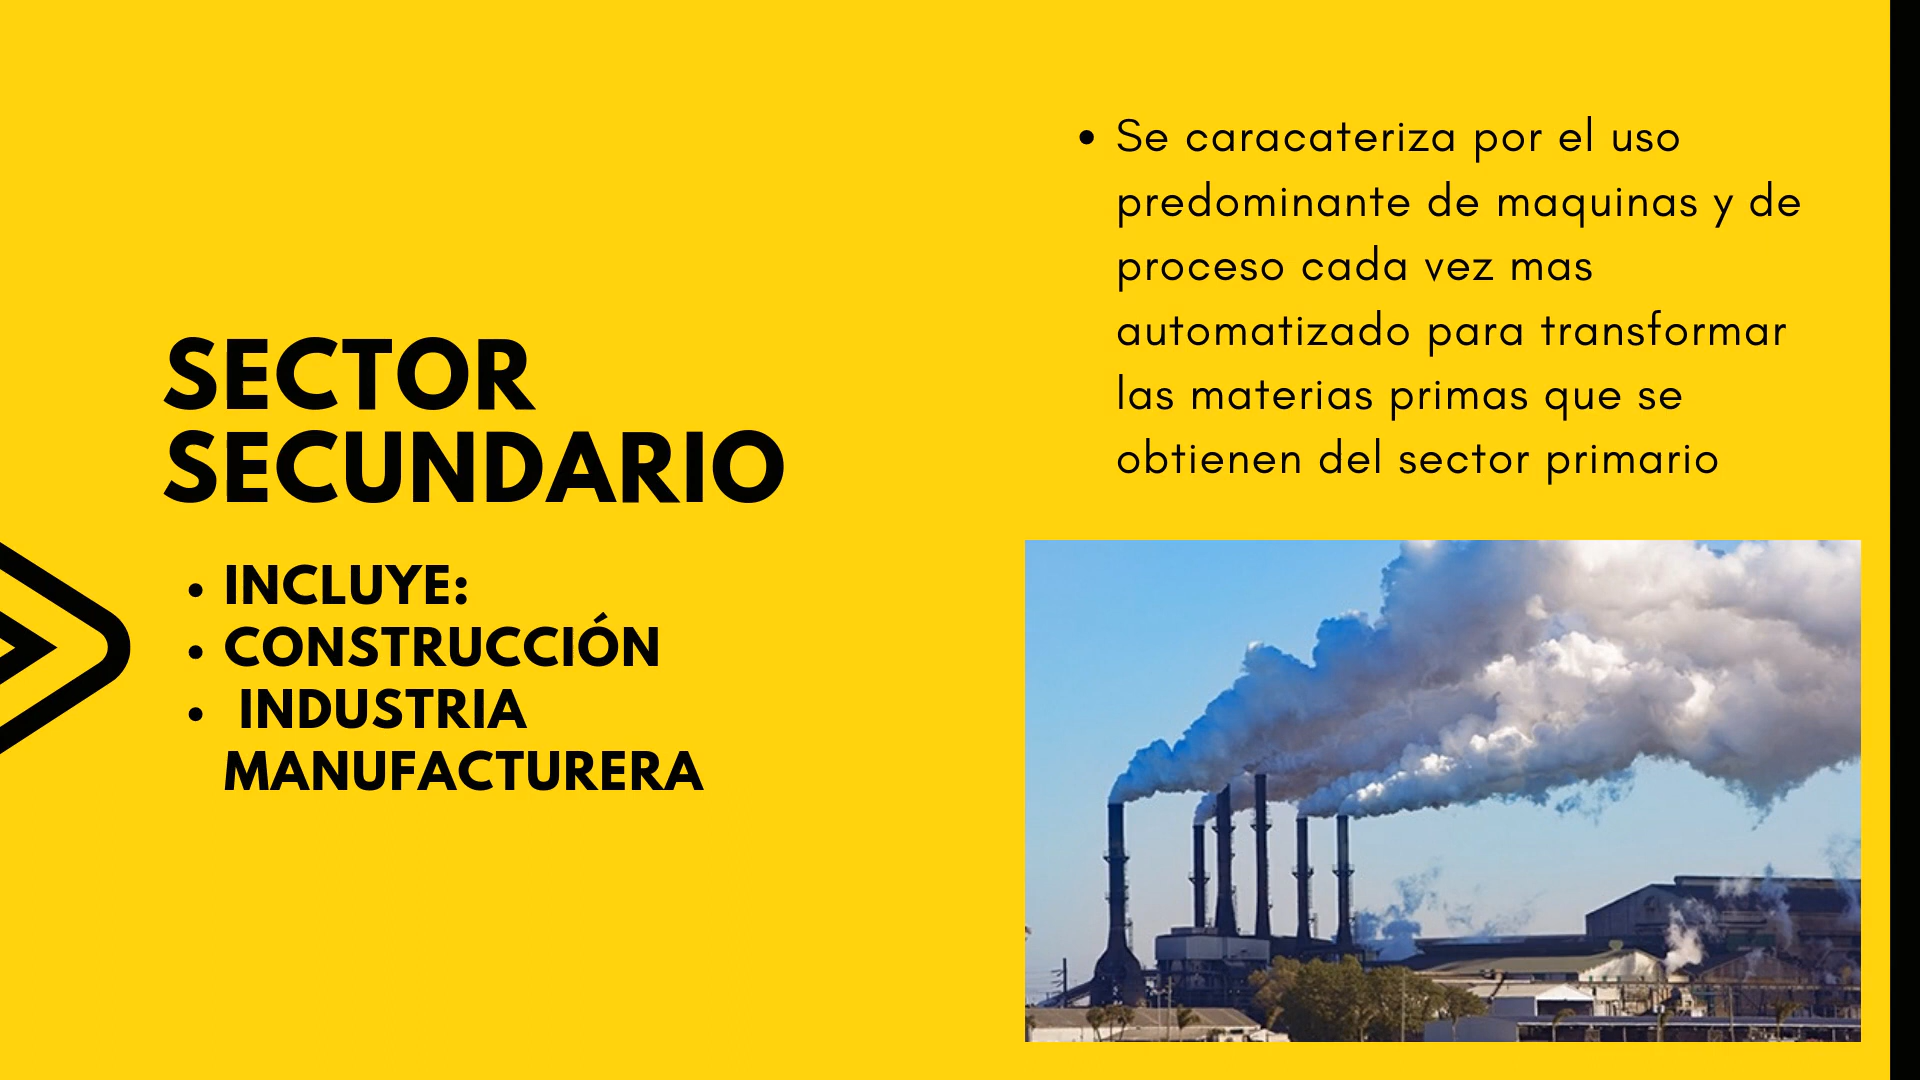 SECTOR
SECUNDARIO
• INCLUYE:
• CONSTRUCCIÓN
• INDUSTRIA
MANUFACTURERA
• Se caracateriza por el uso
predominante de maquinas y de
proceso cada vez mas
automatizado para transformar
las materias primas que se
obtienen del sector primario